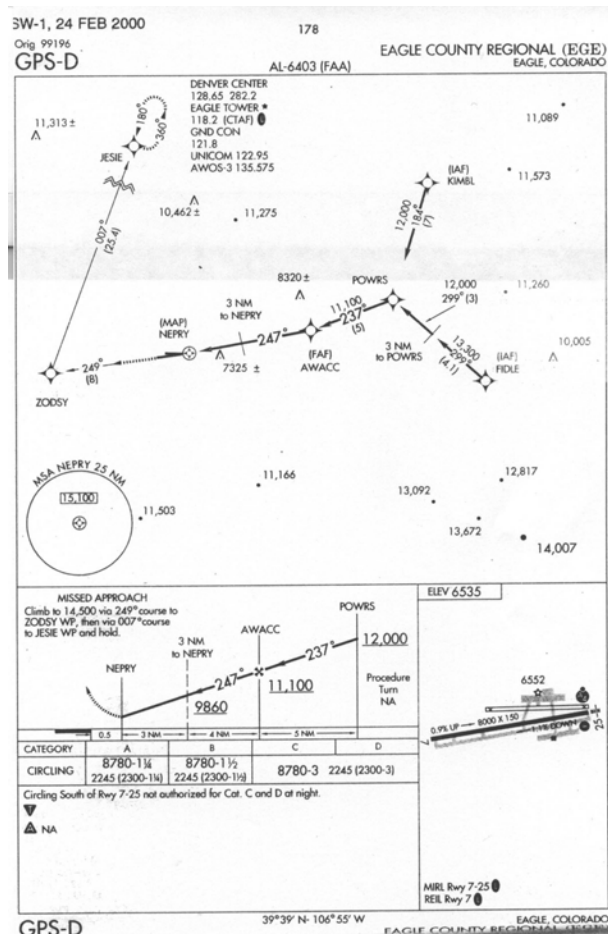 SW-1, 24 FEB 2000
178
Orig 99196
GPS-D
AL-6403 (FAA)
EAGLE COUNTY REGIONAL (EGE)
EAGLE, COLORADO
DENVER CENTER
128.65 282.2
EAGLE TOWER ★
118.2 (CTAF)
GND CON
121.8
UNICOM 122.95
AWOS-3 135.575
11,313 ±
180°
360°
JESIE
11,089
11,573
(IAF)
KIMBL
12,000
184°
(7)
10,462 ±
11,275
007°
(25.4)
8320 ±
POWRS
12,000
299° (3)
11,260
11,100
237°
(5)
3 NM
to NEPRY
(MAP)
NEPRY
247°
(FAF)
AWACC
3 NM
to POWRS
13,300
299°
(4.1)
(IAF)
FIDLE
10,005
7325 ±
249°
(8)
ZODSY
MSA NEPRY 25 NM
15,100
11,503
11,166
12,817
13,092
13,672
14,007
MISSED APPROACH
Climb to 14,500 via 249° course to
ZODSY WP, then via 007° course
to JESIE WP and hold.
POWRS
AWACC
3 NM
to NEPRY
NEPRY
12,000
237°
247°
11,100
9860
Procedure
Turn
NA
0.5
3 NM
4 NM
5 NM
ELEV 6535
6552
0.9% UP
8000 X 150
1.1% DOWN
7
25
CATEGORY A B C D
CIRCLING 8780-1¼ 8780-1½ 8780-3 2245 (2300-3)
2245 (2300-1¼) 2245 (2300-1½)
Circling South of Rwy 7-25 not authorized for Cat. C and D at night.
T
A NA
MIRL Rwy 7-25
REIL Rwy 7
GPS-D
39°39' N- 106°55' W
EAGLE, COLORADO
EAGLE COUNTY REGIONAL (EGE)